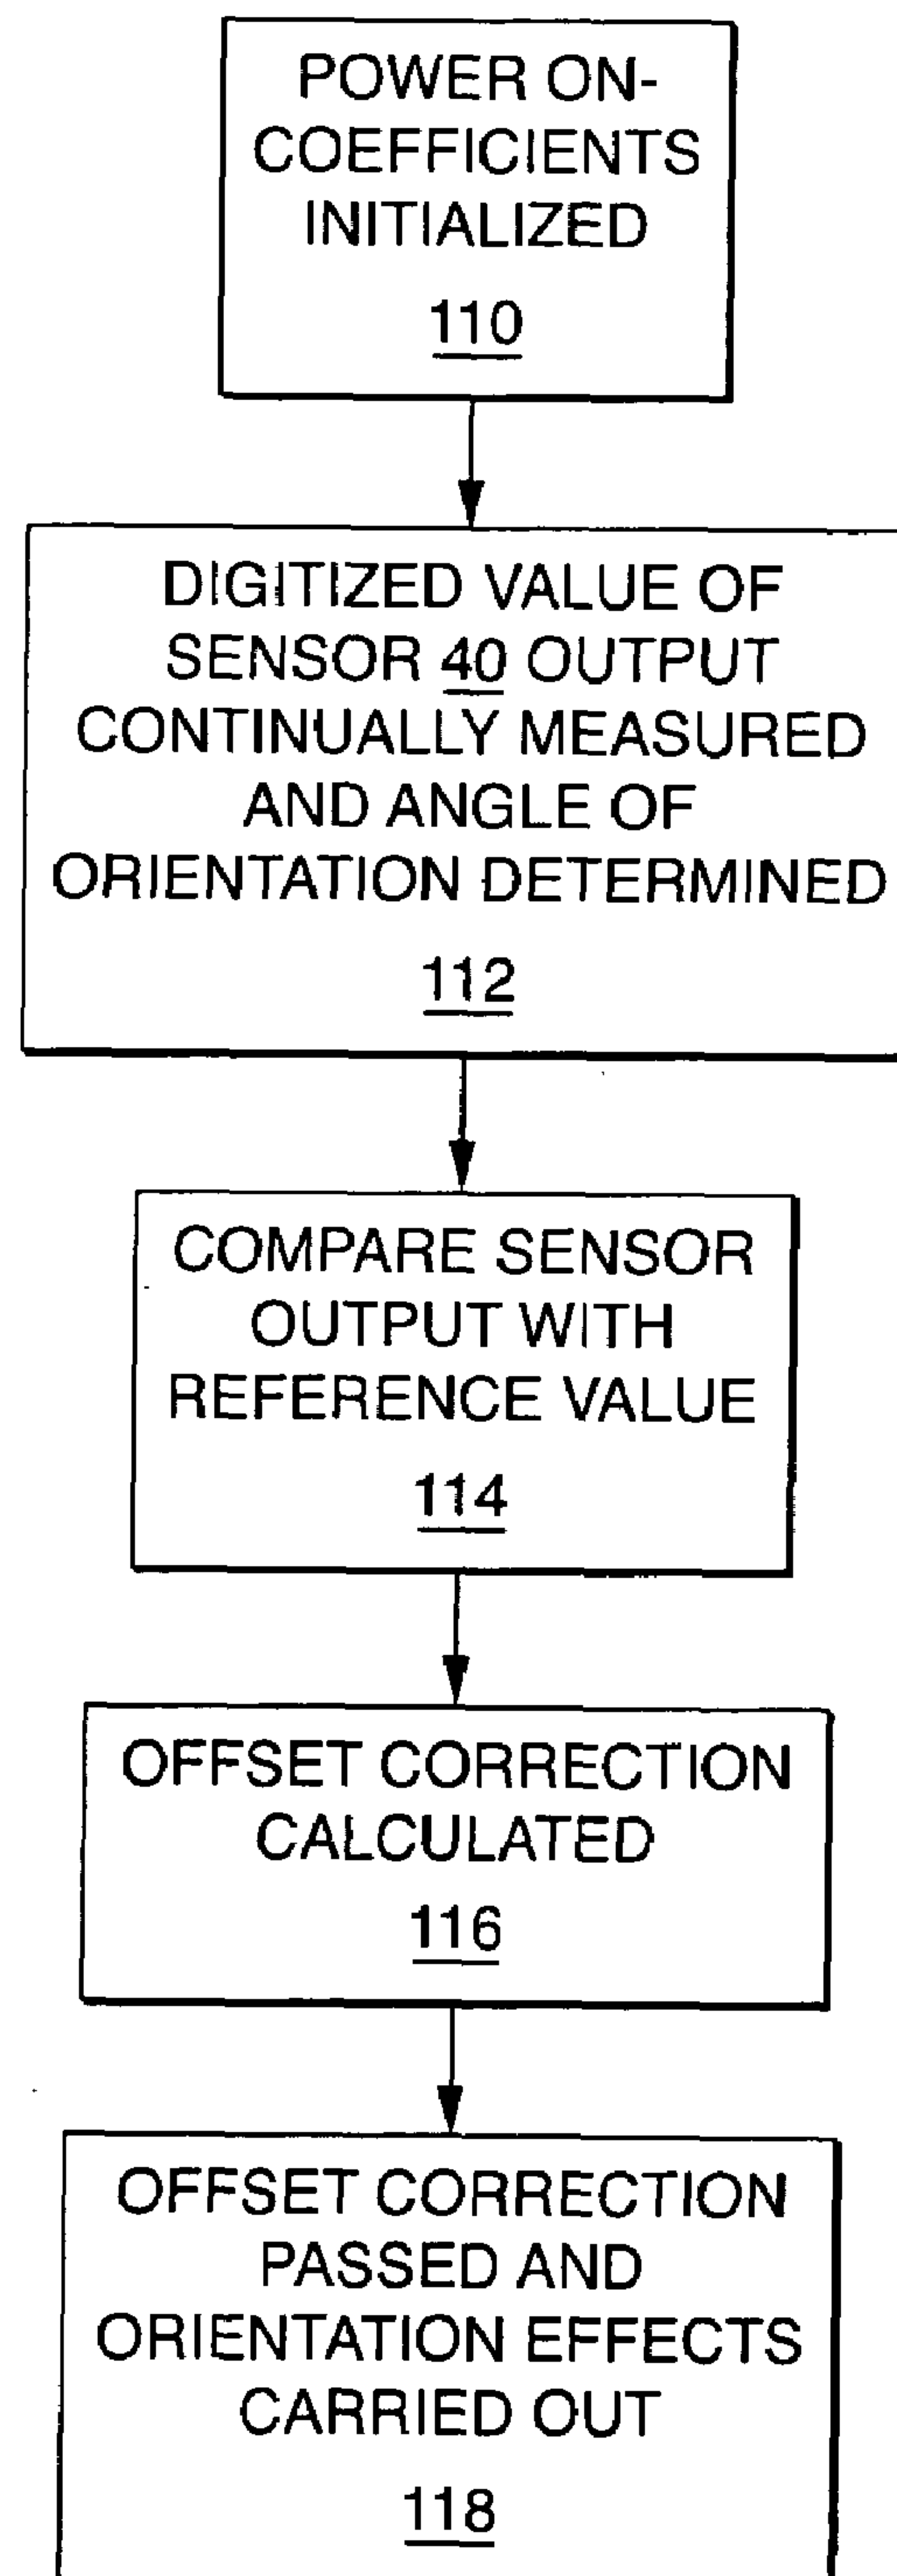 POWER ON-
COEFFICIENTS
INITIALIZED
110
DIGITIZED VALUE OF
SENSOR 40 OUTPUT
CONTINUALLY MEASURED
AND ANGLE OF
ORIENTATION DETERMINED
112
COMPARE SENSOR
OUTPUT WITH
REFERENCE VALUE
114
OFFSET CORRECTION
CALCULATED
116
OFFSET CORRECTION
PASSED AND
ORIENTATION EFFECTS
CARRIED OUT
118